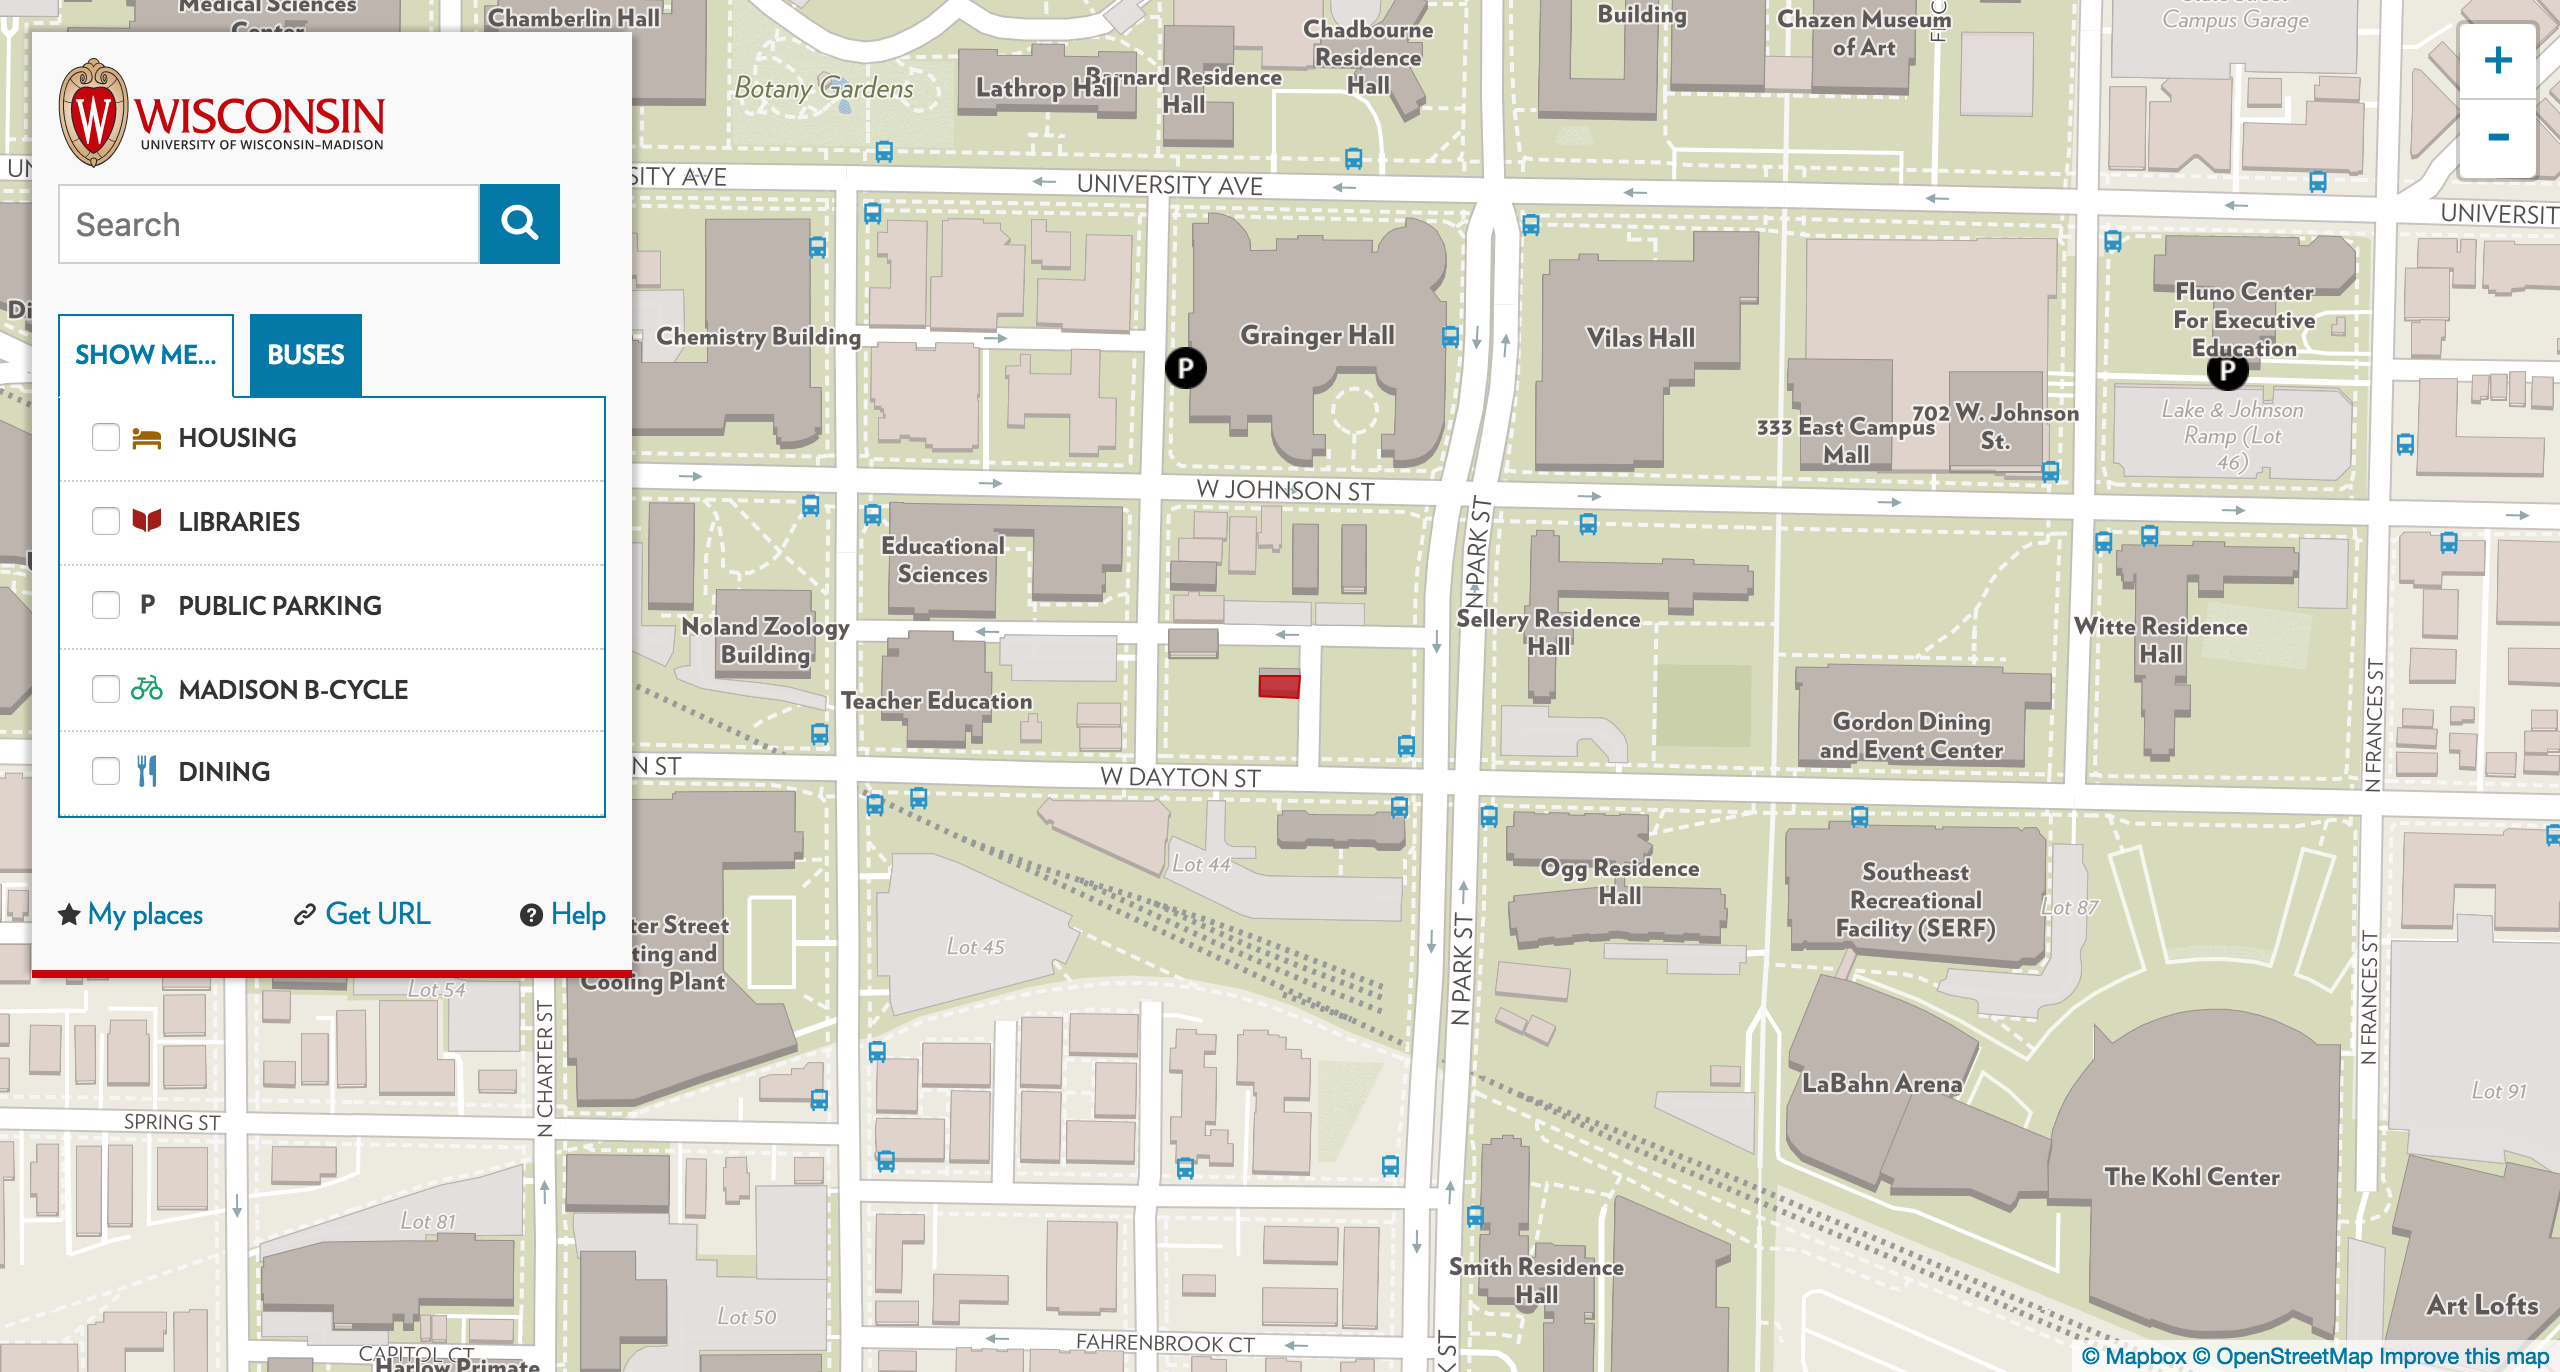 Medical Sciences
Center
Chamberlin Hall
Botany Gardens
Lathrop Hall
Barnard Residence
Hall
Chadbourne
Residence
Hall
Building
Chazen Museum
of Art
Campus Garage
+
-
W
WISCONSIN
UNIVERSITY OF WISCONSIN–MADISON
Search
SHOW ME...
BUSES
HOUSING
LIBRARIES
P PUBLIC PARKING
MADISON B-CYCLE
DINING
My places
Get URL
? Help
SITY AVE
UNIVERSITY AVE
UNIVERSIT
Chemistry Building
Grainger Hall
P
Vilas Hall
333 East Campus
Mall
702 W. Johnson
St.
Fluno Center
For Executive
Education
P
Lake & Johnson
Ramp (Lot
46)
W JOHNSON ST
N PARK ST
Educational
Sciences
Noland Zoology
Building
Teacher Education
Sellery Residence
Hall
Witte Residence
Hall
Gordon Dining
and Event Center
N FRANCES ST
N ST
W DAYTON ST
Lot 44
Lot 45
Ogg Residence
Hall
Southeast
Recreational
Facility (SERF)
Lot 87
N PARK ST
N FRANCES ST
ter Street
ting and
Cooling Plant
Lot 54
N CHARTER ST
SPRING ST
LaBahn Arena
Lot 91
The Kohl Center
Lot 81
Smith Residence
Hall
Lot 50
Art Lofts
FAHRENBROOK CT
K ST
CAPITOL CT
Harlow Primate
© Mapbox © OpenStreetMap Improve this map